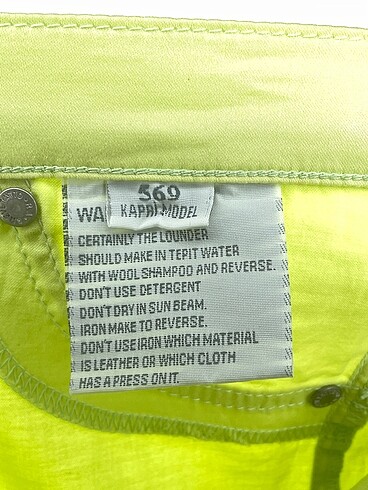 569
KAPRI MODEL
WA
CERTAINLY THE LOUNDER
SHOULD MAKE IN TEPIT WATER
WITH WOOL SHAMPOO AND REVERSE.
DON'T USE DETERGENT
DON'T DRY IN SUN BEAM.
IRON MAKE TO REVERSE.
DON'T USE IRON WHICH MATERIAL
IS LEATHER OR WHICH CLOTH
HAS A PRESS ON IT.